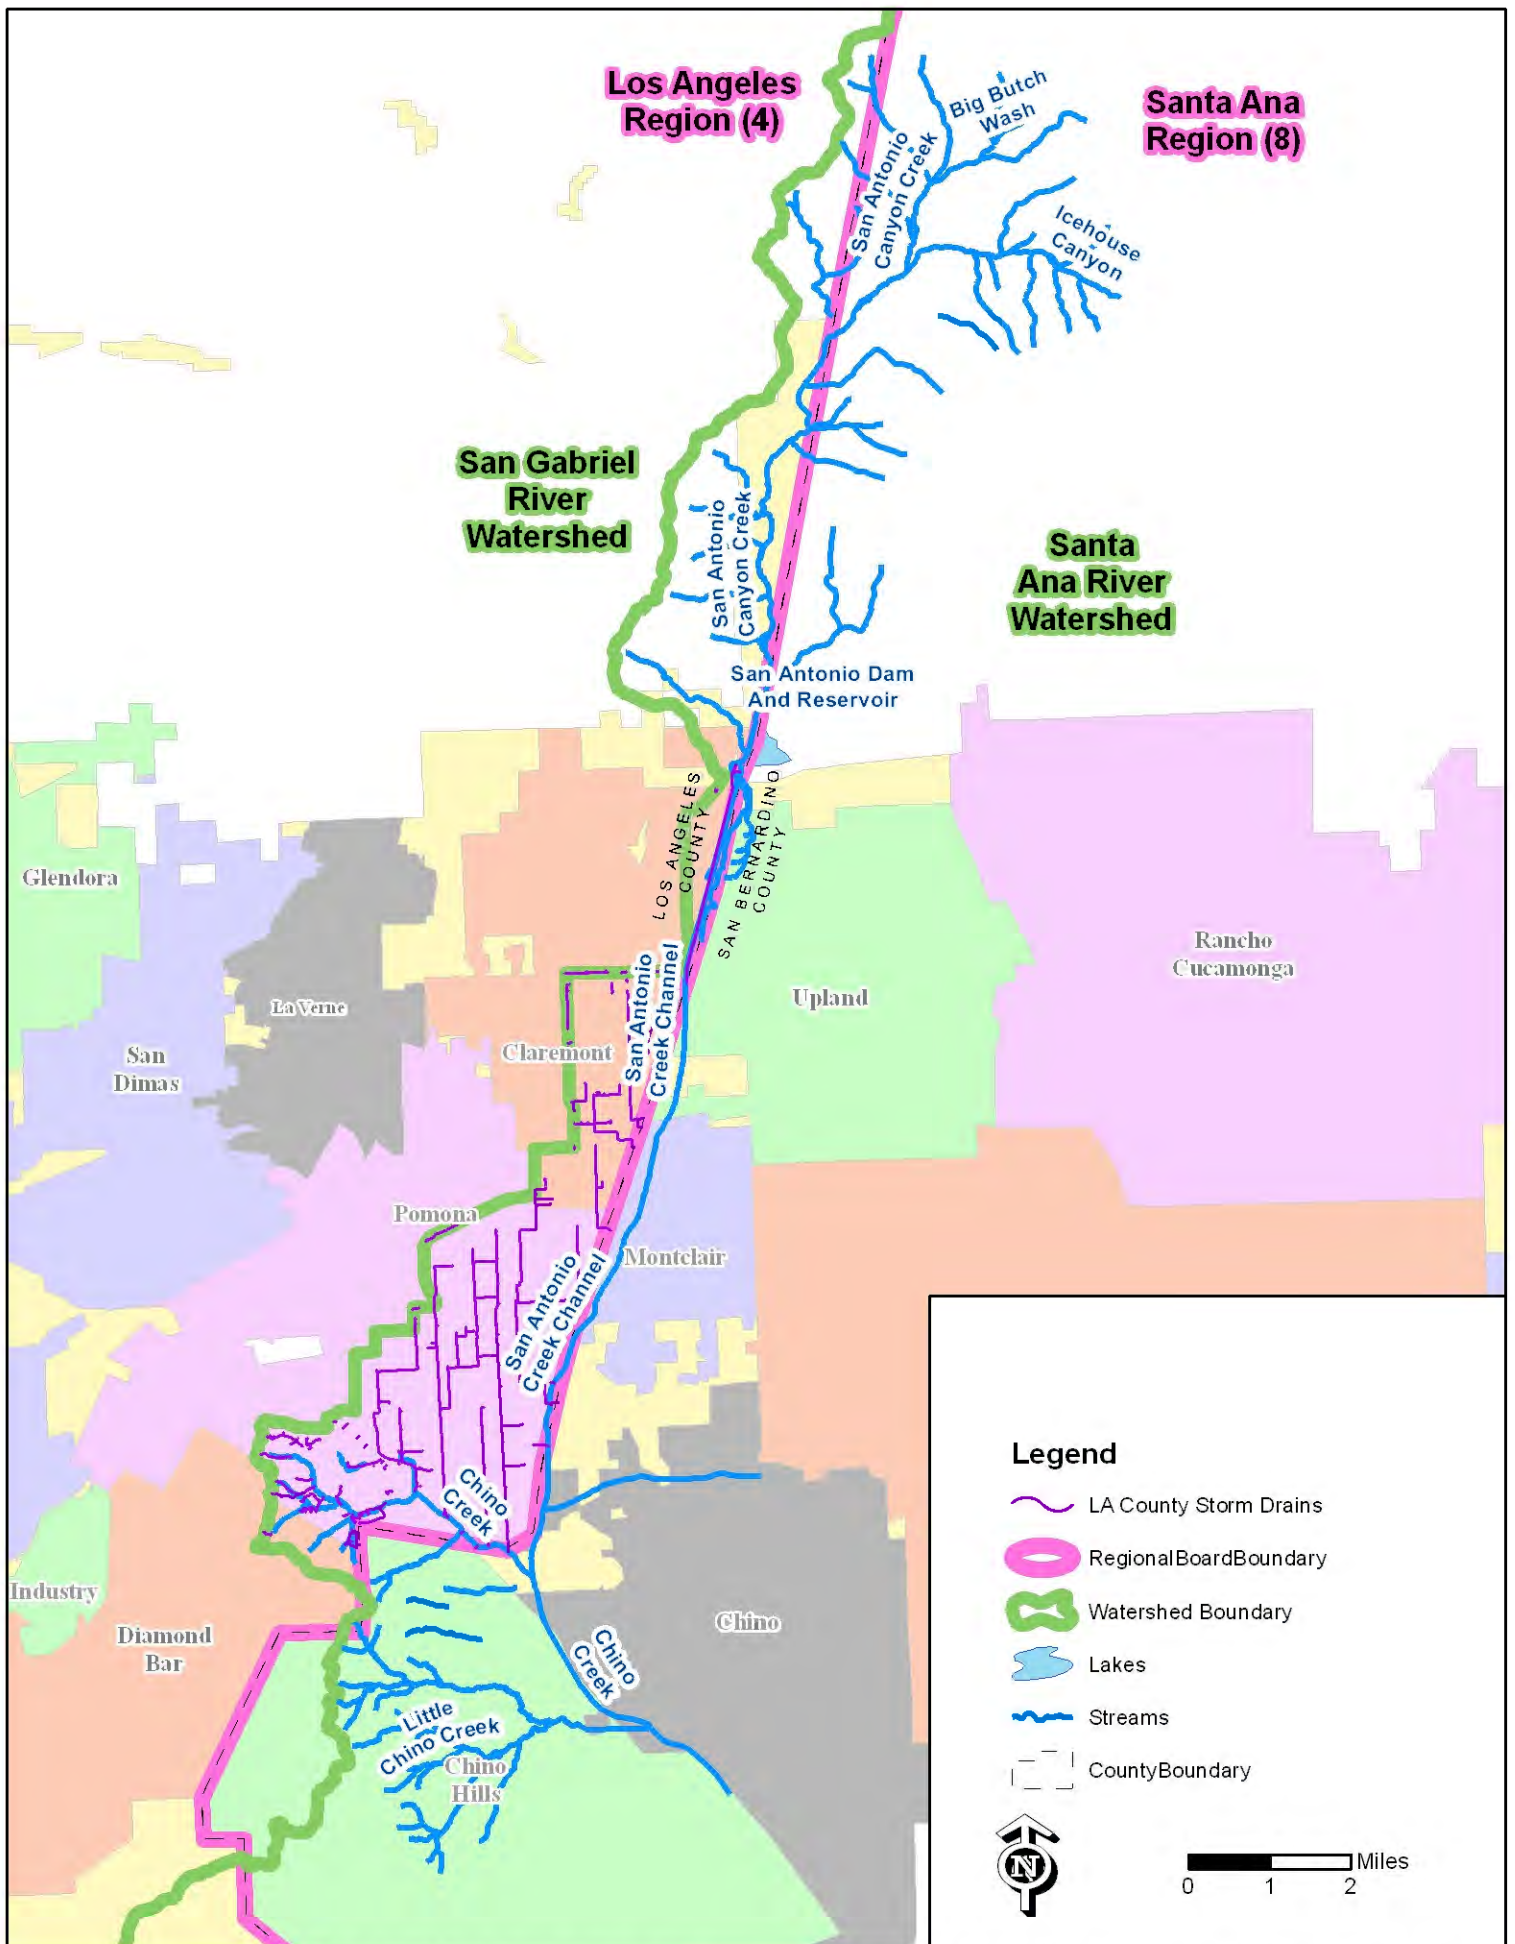 Los Angeles
Region (4)
Santa Ana
Region (8)
Big Butch
Wash
San Antonio
Canyon Creek
Icehouse
Canyon
San Gabriel
River
Watershed
San Antonio
Canyon Creek
Santa
Ana River
Watershed
San Antonio Dam
And Reservoir
LOS ANGELES
COUNTY
SAN BERNARDINO
COUNTY
Glendora
La Verne
San
Dimas
Claremont
San Antonio
Creek Channel
Upland
Rancho
Cucamonga
Pomona
Montclair
San Antonio
Creek Channel
Chino
Creek
Industry
Diamond
Bar
Chino
Chino
Creek
Little
Chino Creek
Chino
Hills
Legend
LA County Storm Drains
RegionalBoardBoundary
Watershed Boundary
Lakes
Streams
CountyBoundary
N
Miles
0 1 2